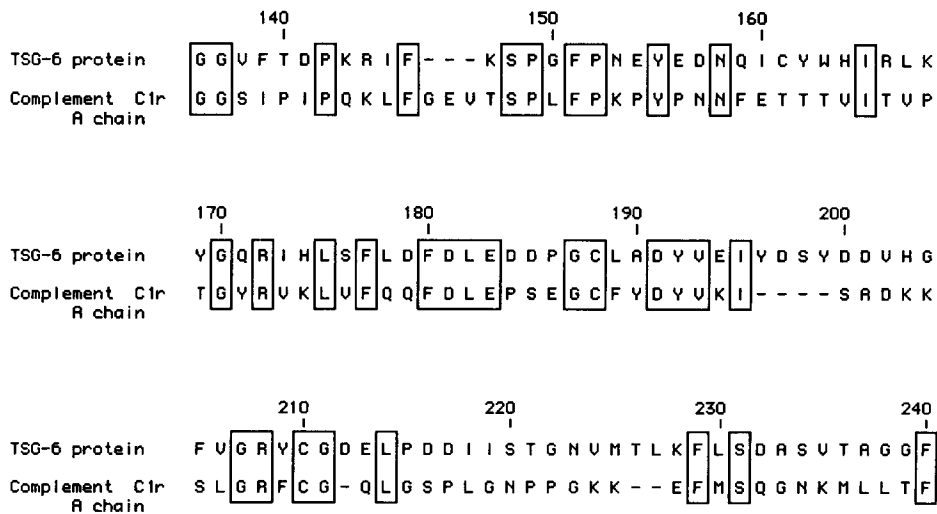 140 150 160
TSG-6 protein G G V F T D P K R I F - - - K S P G F P N E Y E D N Q I C Y W H I R L K
Complement C1r G G S I P I P Q K L F G E V T S P L F P K P Y P N N F E T T T V I T V P
A chain
170 180 190 200
TSG-6 protein Y G Q R I H L S F L D F D L E D D P G C L A D Y V E I Y D S Y D D V H G
Complement C1r T G Y R V K L V F Q Q F D L E P S E G C F Y D Y V K I - - - - S A D K K
A chain
210 220 230 240
TSG-6 protein F V G R Y C G D E L P D D I I S T G N V M T L K F L S D A S V T A G G F
Complement C1r S L G R F C G - Q L G S P L G N P P G K K - - E F M S Q G N K M L L T F
A chain